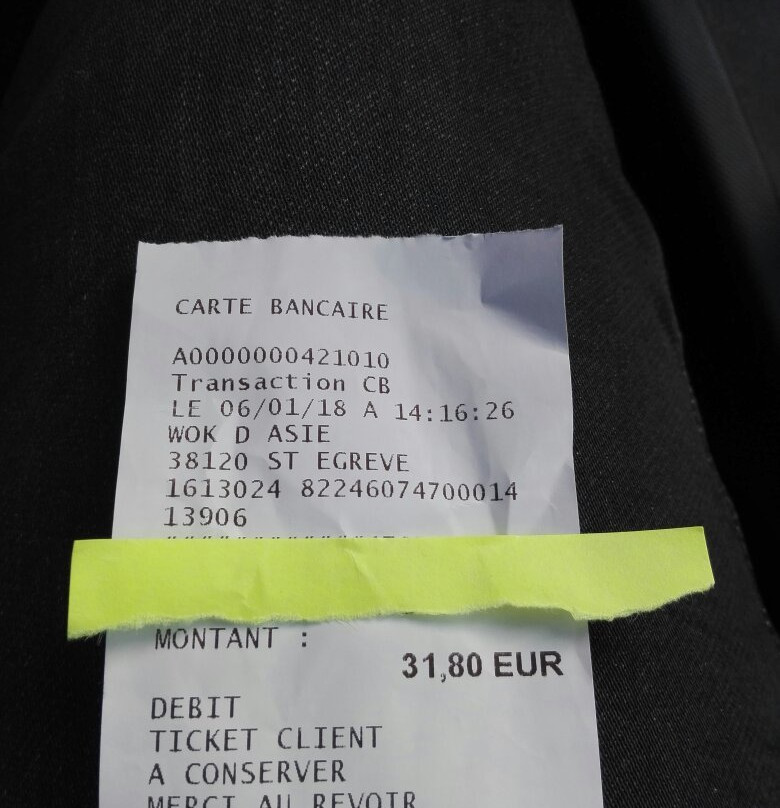 CARTE BANCAIRE
A0000000421010
Transaction CB
LE 06/01/18 A 14:16:26
WOK D ASIE
38120 ST EGREVE
1613024 82246074700014
13906
MONTANT :
31,80 EUR
DEBIT
TICKET CLIENT
A CONSERVER
MERCI AU REVOIR